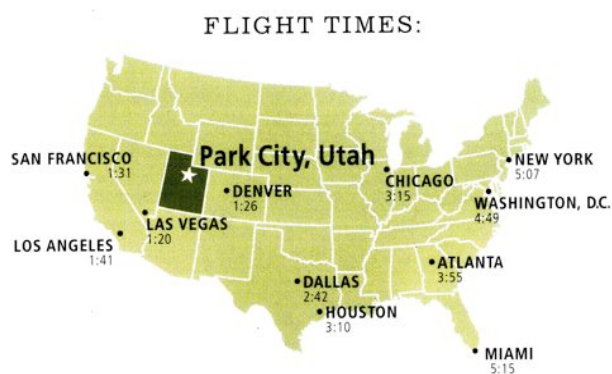 FLIGHT TIMES:
Park City, Utah
SAN FRANCISCO
1:31
DENVER
1:26
CHICAGO
3:15
NEW YORK
5:07
WASHINGTON, D.C.
4:49
LAS VEGAS
1:20
LOS ANGELES
1:41
ATLANTA
3:55
DALLAS
2:42
HOUSTON
3:10
MIAMI
5:15